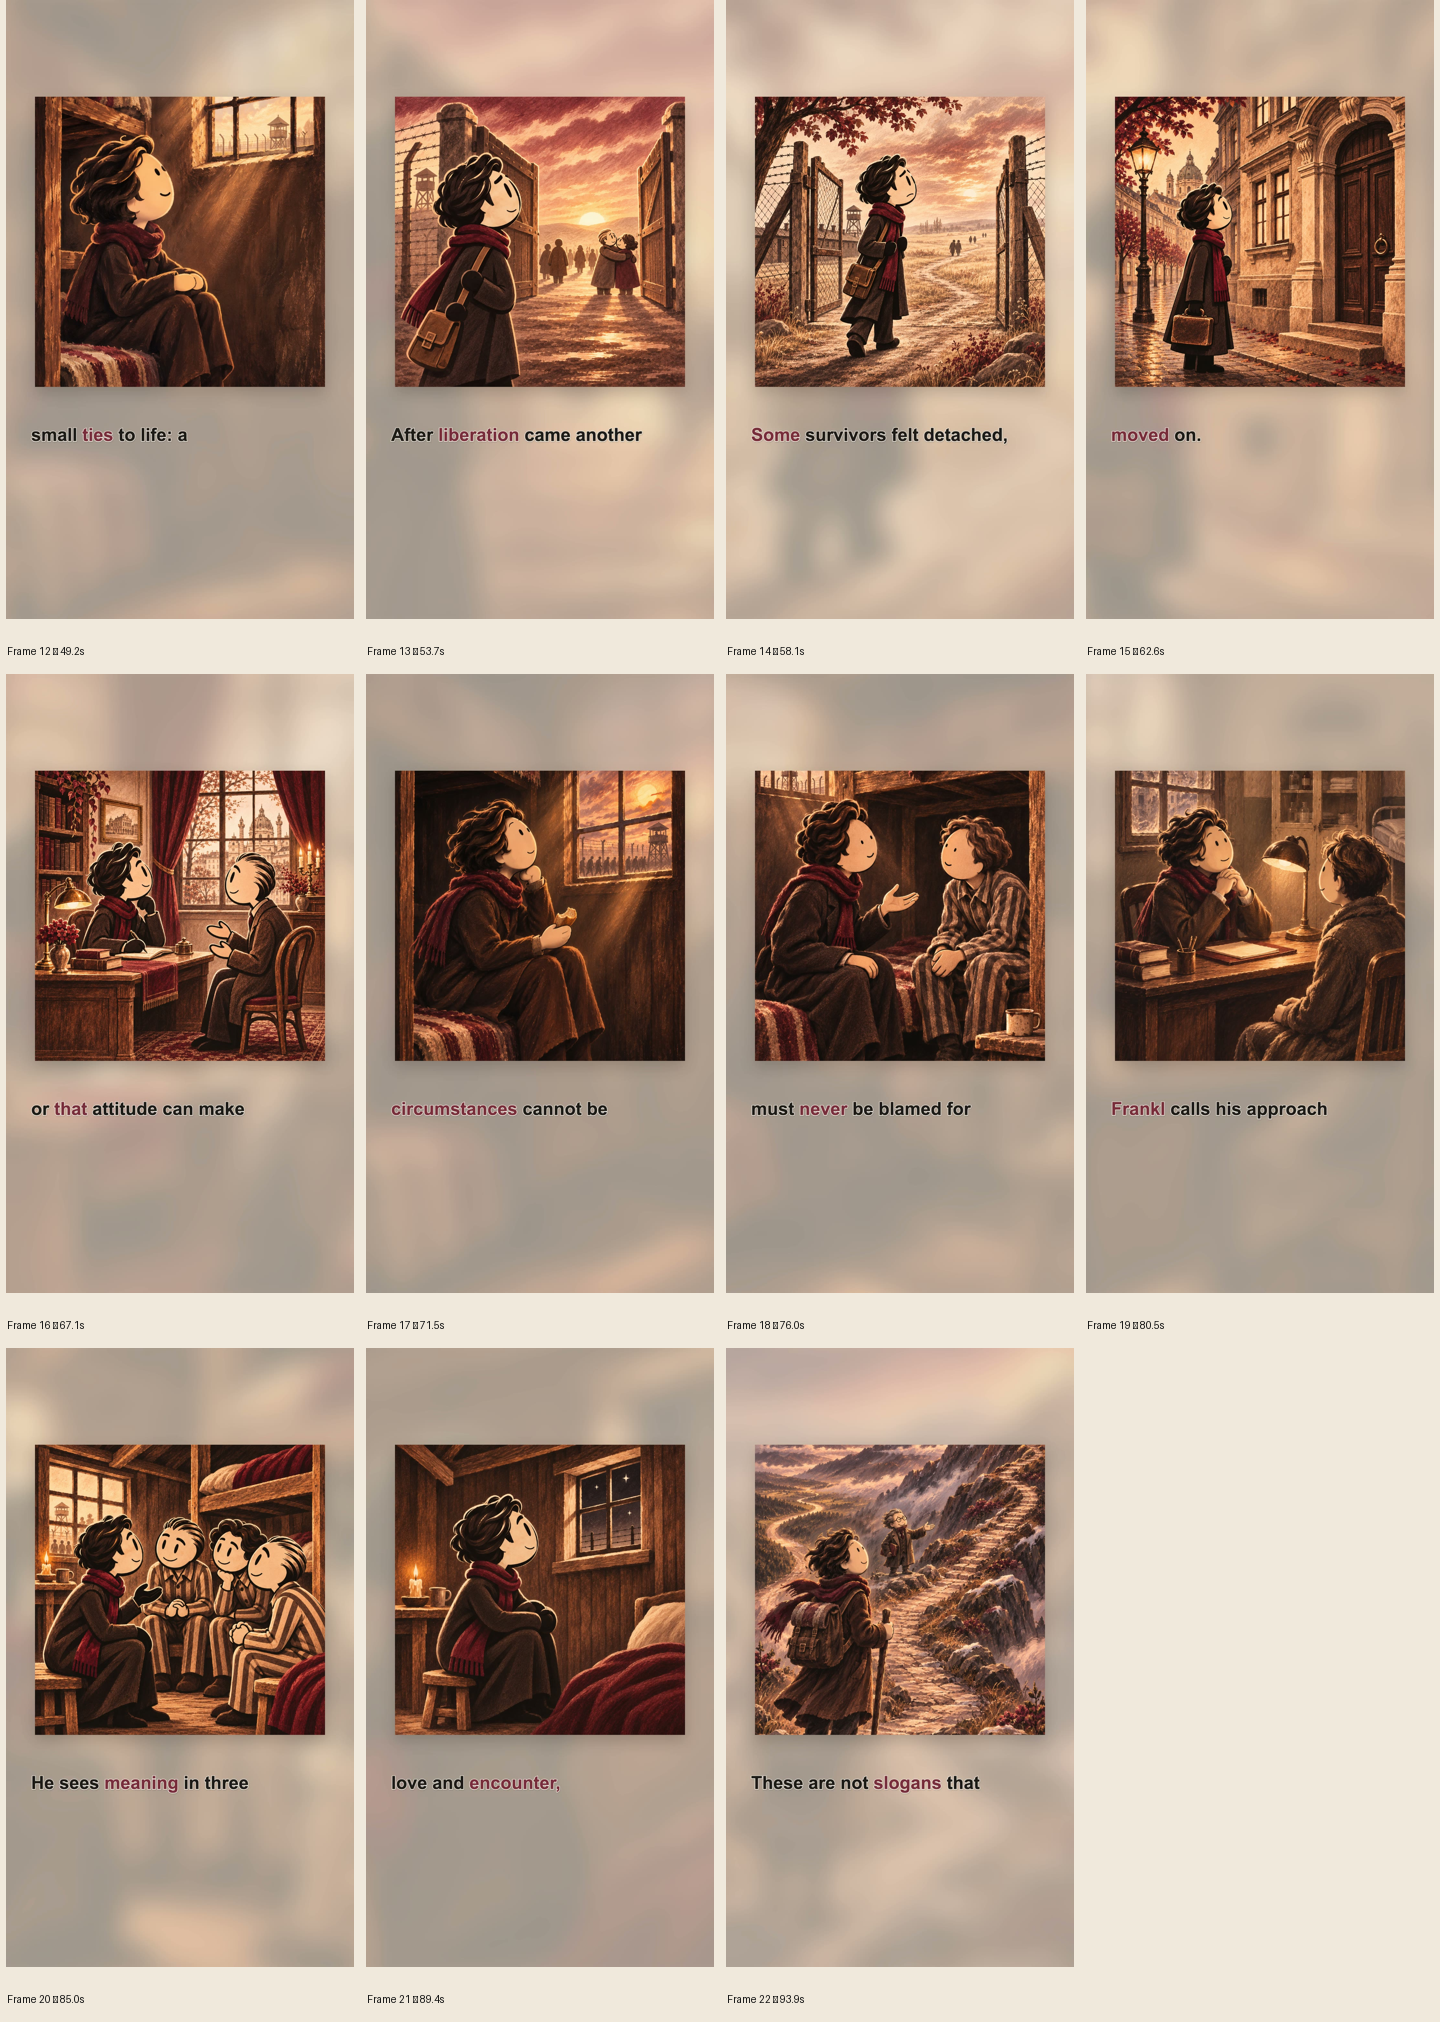 small ties to life: a
After liberation came another
Some survivors felt detached,
moved on.
Frame 12 49.2s
Frame 13 53.7s
Frame 14 58.1s
Frame 15 62.6s
or that attitude can make
circumstances cannot be
must never be blamed for
Frankl calls his approach
Frame 16 67.1s
Frame 17 71.5s
Frame 18 76.0s
Frame 19 80.5s
He sees meaning in three
love and encounter,
These are not slogans that
Frame 20 85.0s
Frame 21 89.4s
Frame 22 93.9s